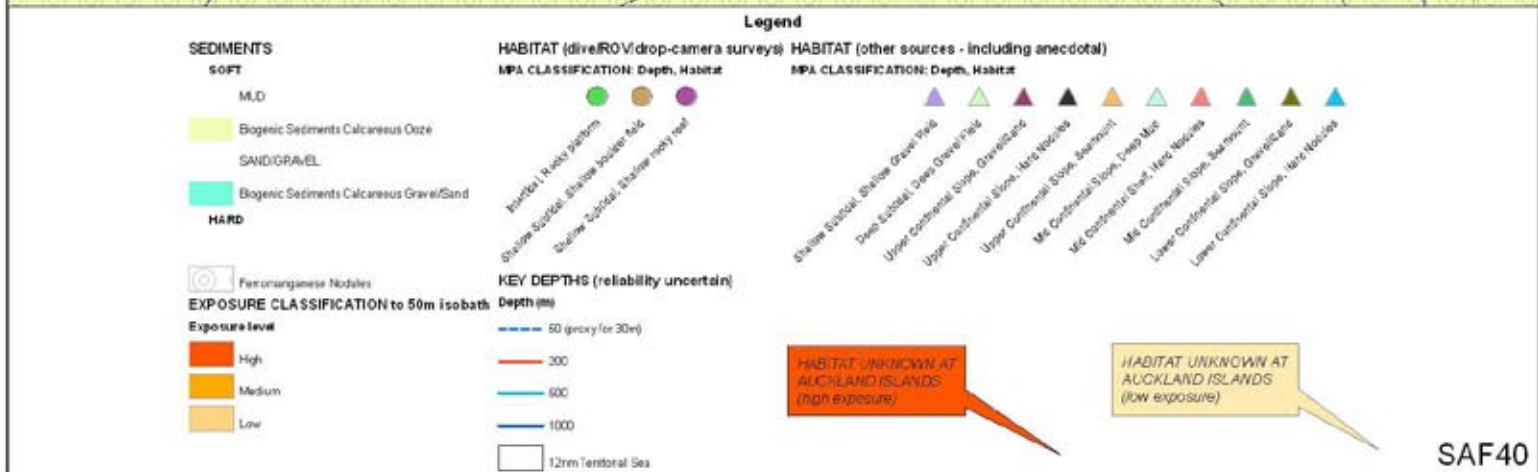 Legend
SEDIMENTS
SOFT
MUD
Biogenic Sediments Calcareous Ooze
SAND/GRAVEL
Biogenic Sediments Calcareous Gravel/Sand
HARD
Ferromanganese Nodules
EXPOSURE CLASSIFICATION to 50m isobath
Exposure level
High
Medium
Low
HABITAT (dive/ROV/drop-camera surveys)
MPA CLASSIFICATION: Depth, Habitat
Intertidal, Rocky platform
Shallow Subtidal, Shallow boulder field
Shallow Subtidal, Shallow rocky reef
KEY DEPTHS (reliability uncertain)
Depth (m)
50 (proxy for 30m)
200
500
1000
12nm Territorial Sea
HABITAT (other sources - including anecdotal)
MPA CLASSIFICATION: Depth, Habitat
Shallow Subtidal, Shallow Gravel Field
Deep Subtidal, Deep Gravel Field
Upper Continental Slope, Gravel/Sand
Upper Continental Slope, Hard Nodules
Upper Continental Slope, Seamount
Mid Continental Slope, Deep Mud
Mid Continental Shelf, Hard Nodules
Mid Continental Slope, Seamount
Lower Continental Slope, Gravel/Sand
Lower Continental Slope, Hard Nodules
HABITAT UNKNOWN AT
AUCKLAND ISLANDS
(high exposure)
HABITAT UNKNOWN AT
AUCKLAND ISLANDS
(low exposure)
SAF40